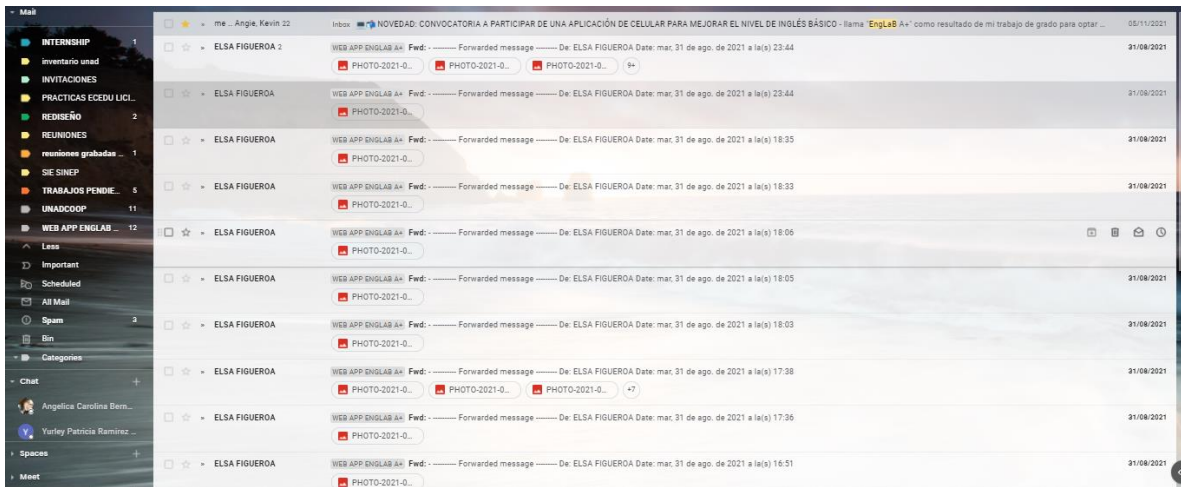 Mail
INTERNSHIP 1
inventario unad
INVITACIONES
PRACTICAS ECEDU LICI...
REDISEÑO 2
REUNIONES
reuniones grabadas ... 1
SIE SINEP
TRABAJOS PENDIE... 5
UNADCOOP 11
WEB APP ENGLAB ... 12
Less
Important
Scheduled
All Mail
Spam 3
Bin
Categories
Chat
Angelica Carolina Bern...
Yurley Patricia Ramirez ...
Spaces
Meet
me .. Angie, Kevin 22 Inbox NOVEDAD: CONVOCATORIA A PARTICIPAR DE UNA APLICACIÓN DE CELULAR PARA MEJORAR EL NIVEL DE INGLÉS BÁSICO - llama "EngLaB A+" como resultado de mi trabajo de grado para optar ... 05/11/2021
ELSA FIGUEROA 2 WEB APP ENGLAB A+ Fwd: - ---------- Forwarded message --------- De: ELSA FIGUEROA Date: mar, 31 de ago. de 2021 a la(s) 23:44 31/08/2021
PHOTO-2021-0... PHOTO-2021-0... PHOTO-2021-0... 9+
ELSA FIGUEROA WEB APP ENGLAB A+ Fwd: - ---------- Forwarded message --------- De: ELSA FIGUEROA Date: mar, 31 de ago. de 2021 a la(s) 23:44 31/08/2021
PHOTO-2021-0...
ELSA FIGUEROA WEB APP ENGLAB A+ Fwd: - ---------- Forwarded message --------- De: ELSA FIGUEROA Date: mar, 31 de ago. de 2021 a la(s) 18:35 31/08/2021
PHOTO-2021-0...
ELSA FIGUEROA WEB APP ENGLAB A+ Fwd: - ---------- Forwarded message --------- De: ELSA FIGUEROA Date: mar, 31 de ago. de 2021 a la(s) 18:33 31/08/2021
PHOTO-2021-0...
ELSA FIGUEROA WEB APP ENGLAB A+ Fwd: - ---------- Forwarded message --------- De: ELSA FIGUEROA Date: mar, 31 de ago. de 2021 a la(s) 18:06
PHOTO-2021-0...
ELSA FIGUEROA WEB APP ENGLAB A+ Fwd: - ---------- Forwarded message --------- De: ELSA FIGUEROA Date: mar, 31 de ago. de 2021 a la(s) 18:05 31/08/2021
PHOTO-2021-0...
ELSA FIGUEROA WEB APP ENGLAB A+ Fwd: - ---------- Forwarded message --------- De: ELSA FIGUEROA Date: mar, 31 de ago. de 2021 a la(s) 18:03 31/08/2021
PHOTO-2021-0...
ELSA FIGUEROA WEB APP ENGLAB A+ Fwd: - ---------- Forwarded message --------- De: ELSA FIGUEROA Date: mar, 31 de ago. de 2021 a la(s) 17:38 31/08/2021
PHOTO-2021-0... PHOTO-2021-0... PHOTO-2021-0... +7
ELSA FIGUEROA WEB APP ENGLAB A+ Fwd: - ---------- Forwarded message --------- De: ELSA FIGUEROA Date: mar, 31 de ago. de 2021 a la(s) 17:36 31/08/2021
PHOTO-2021-0...
ELSA FIGUEROA WEB APP ENGLAB A+ Fwd: - ---------- Forwarded message --------- De: ELSA FIGUEROA Date: mar, 31 de ago. de 2021 a la(s) 16:51 31/08/2021
PHOTO-2021-0...